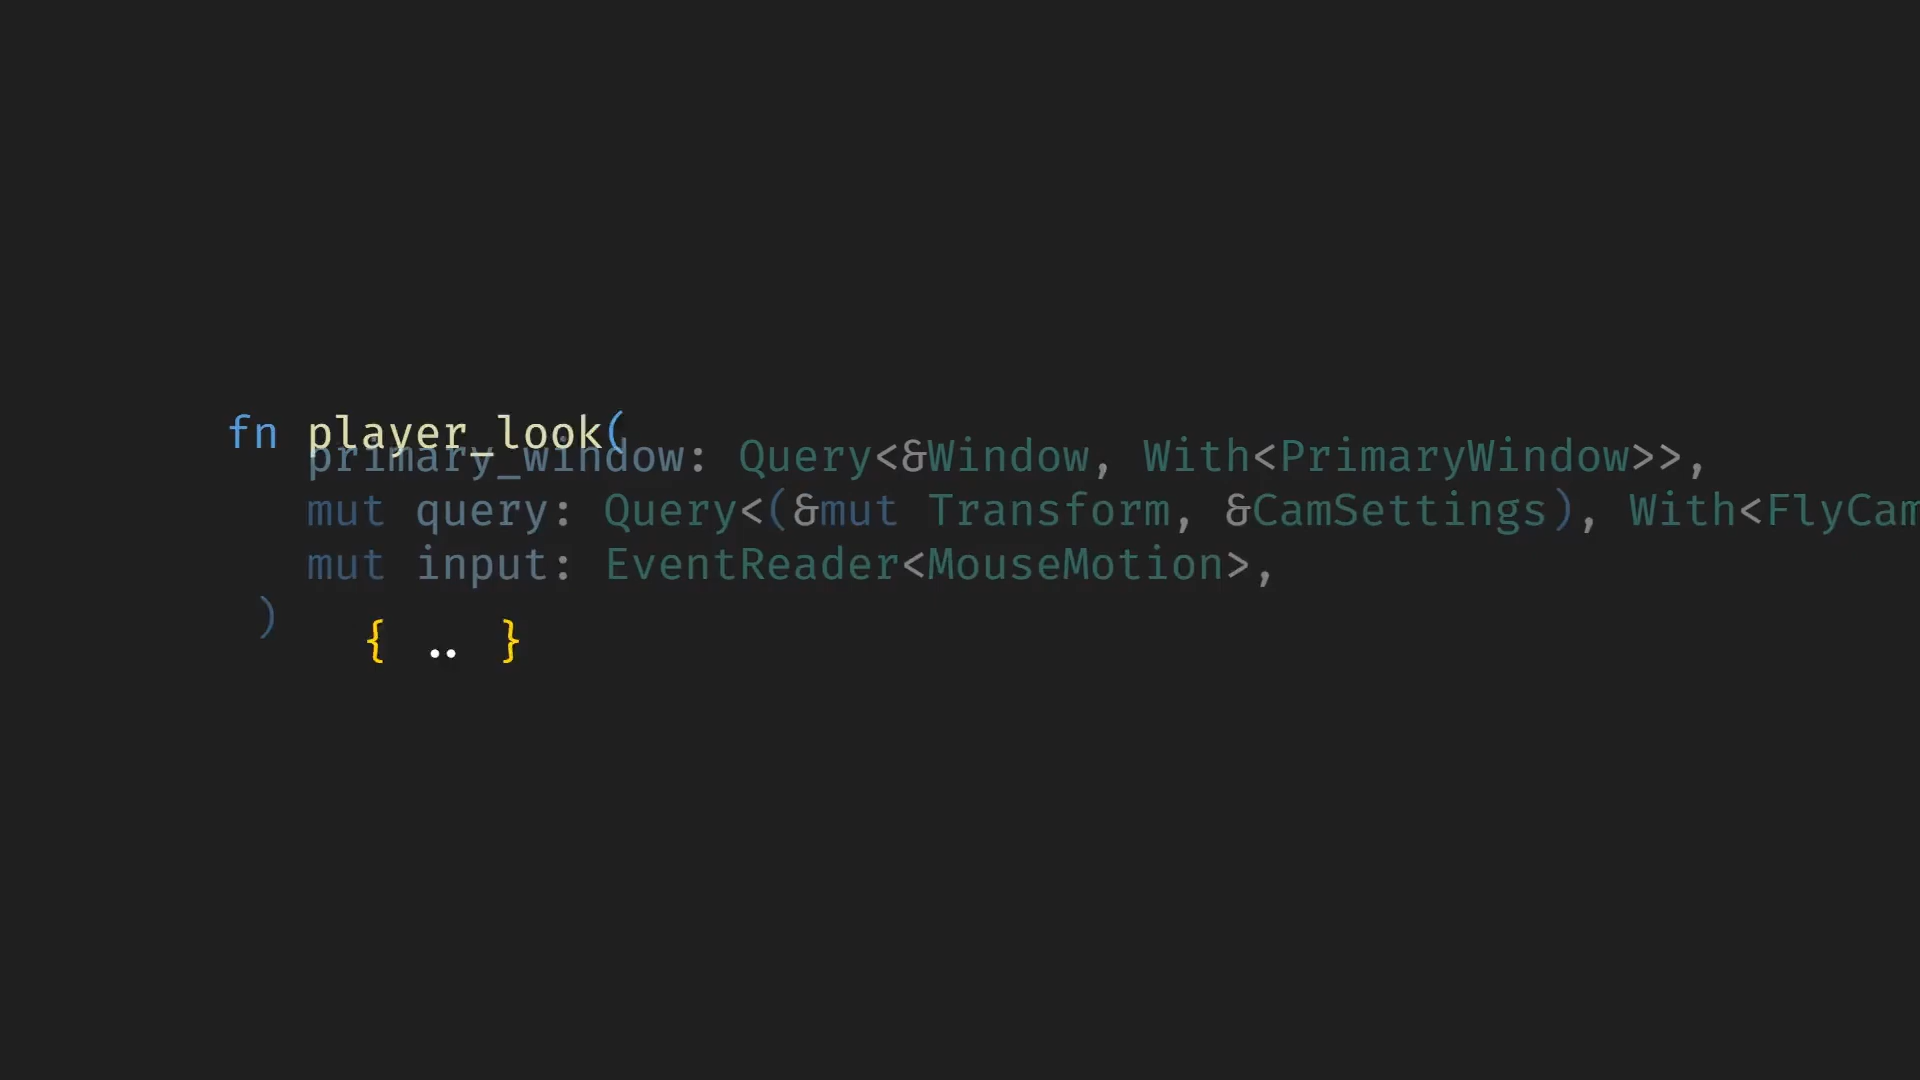 fn player_look(
primary_window: Query<&Window, With<PrimaryWindow>>,
mut query: Query<(&mut Transform, &CamSettings), With<FlyCam
mut input: EventReader<MouseMotion>,
)
{ .. }